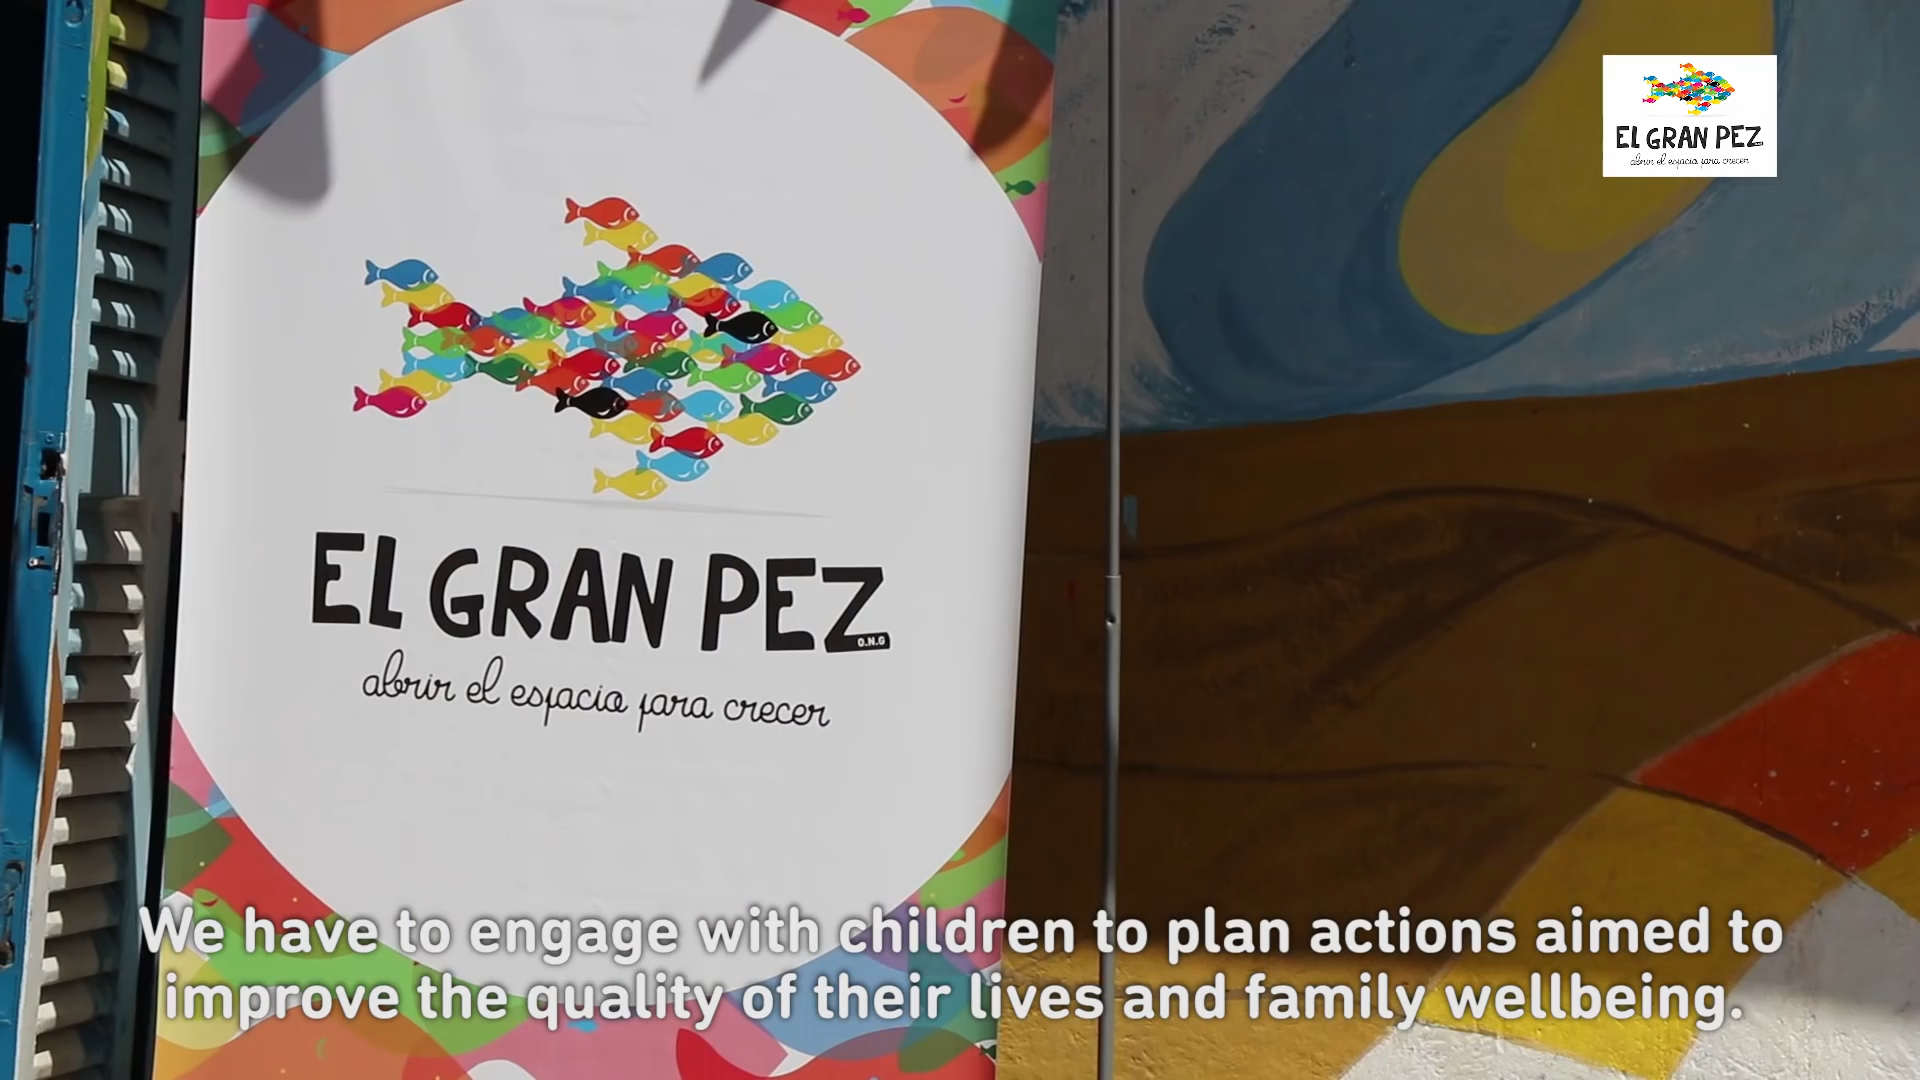 EL GRAN PEZ
abrir el espacio para crecer
EL GRAN PEZ
O.N.G
abrir el espacio para crecer
We have to engage with children to plan actions aimed to
improve the quality of their lives and family wellbeing.